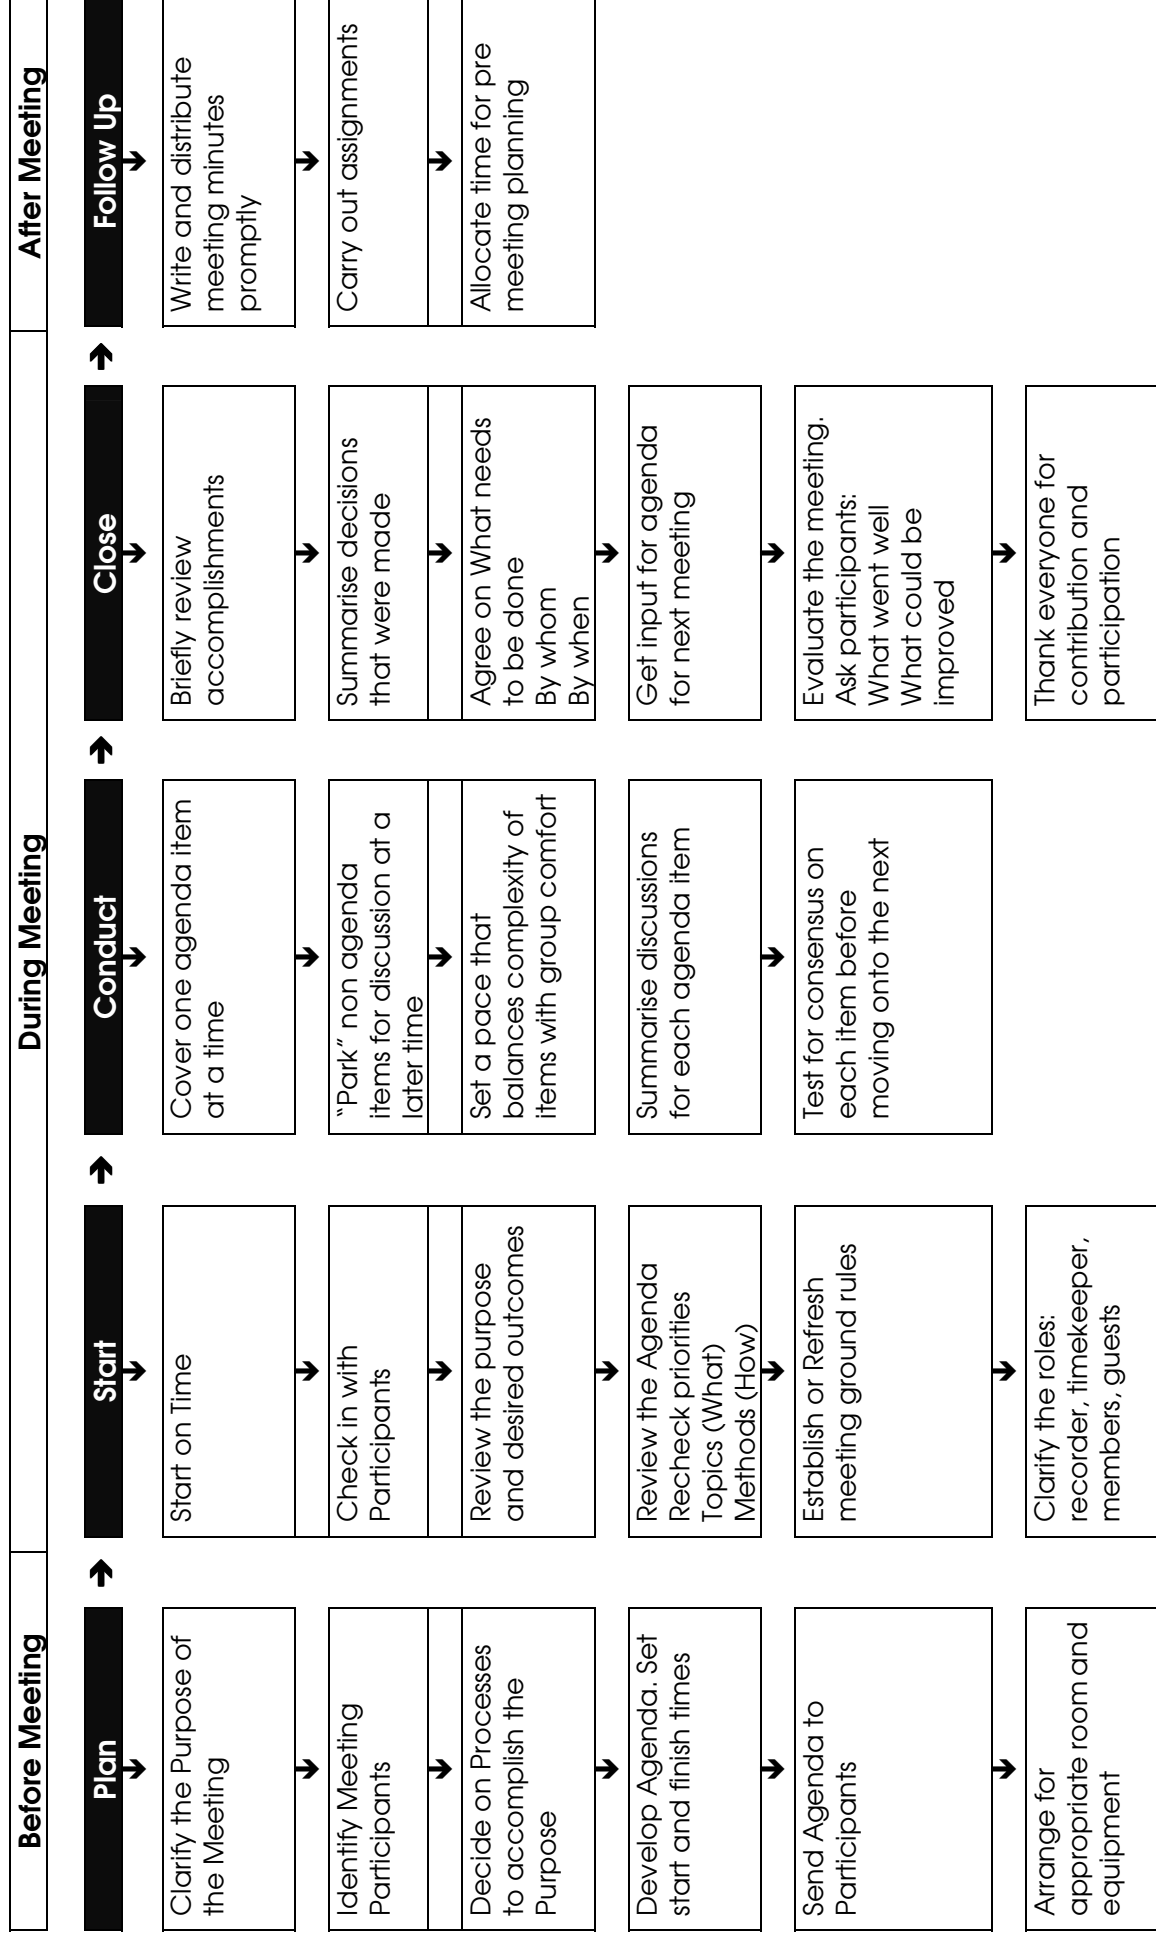 Before Meeting
During Meeting
After Meeting
Plan
Start
Conduct
Close
Follow Up
Clarify the Purpose of
the Meeting
Identify Meeting
Participants
Decide on Processes
to accomplish the
Purpose
Develop Agenda. Set
start and finish times
Send Agenda to
Participants
Arrange for
appropriate room and
equipment
Start on Time
Check in with
Participants
Review the purpose
and desired outcomes
Review the Agenda
Recheck priorities
Topics (What)
Methods (How)
Establish or Refresh
meeting ground rules
Clarify the roles:
recorder, timekeeper,
members, guests
Cover one agenda item
at a time
“Park” non agenda
items for discussion at a
later time
Set a pace that
balances complexity of
items with group comfort
Summarise discussions
for each agenda item
Test for consensus on
each item before
moving onto the next
Briefly review
accomplishments
Summarise decisions
that were made
Agree on What needs
to be done
By whom
By when
Get input for agenda
for next meeting
Evaluate the meeting.
Ask participants:
What went well
What could be
improved
Thank everyone for
contribution and
participation
Write and distribute
meeting minutes
promptly
Carry out assignments
Allocate time for pre
meeting planning